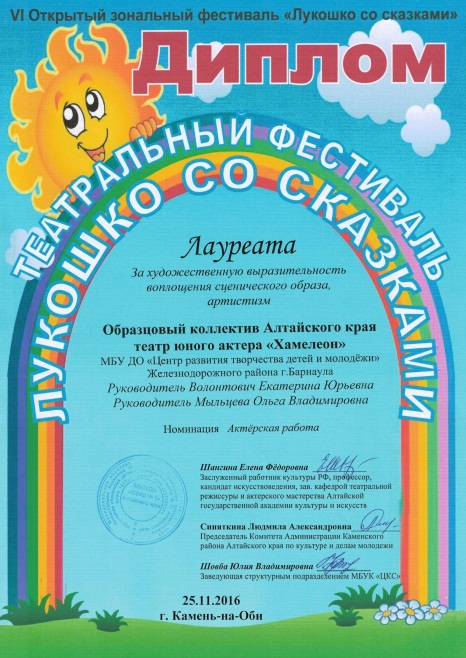 VI Открытый зональный фестиваль «Лукошко со сказками»
Диплом
ТЕАТРАЛЬНЫЙ ФЕСТИВАЛЬ
ЛУКОШКО СО СКАЗКАМИ
Лауреата
За художественную выразительность
воплощения сценического образа,
артистизм
Образцовый коллектив Алтайского края
театр юного актера «Хамелеон»
МБУ ДО «Центр развития творчества детей и молодёжи»
Железнодорожного района г.Барнаула
Руководитель Волонтович Екатерина Юрьевна
Руководитель Мыльцева Ольга Владимировна
Номинация Актёрская работа
Шангина Елена Фёдоровна
Заслуженный работник культуры РФ, профессор,
кандидат искусствоведения, зав. кафедрой театральной
режиссуры и актерского мастерства Алтайской
государственной академии культуры и искусств
Синяткина Людмила Александровна
Председатель Комитета Администрации Каменского
района Алтайского края по культуре и делам молодежи
Шовба Юлия Владимировна
Заведующая структурным подразделением МБУК «ЦКС»
25.11.2016
г. Камень-на-Оби